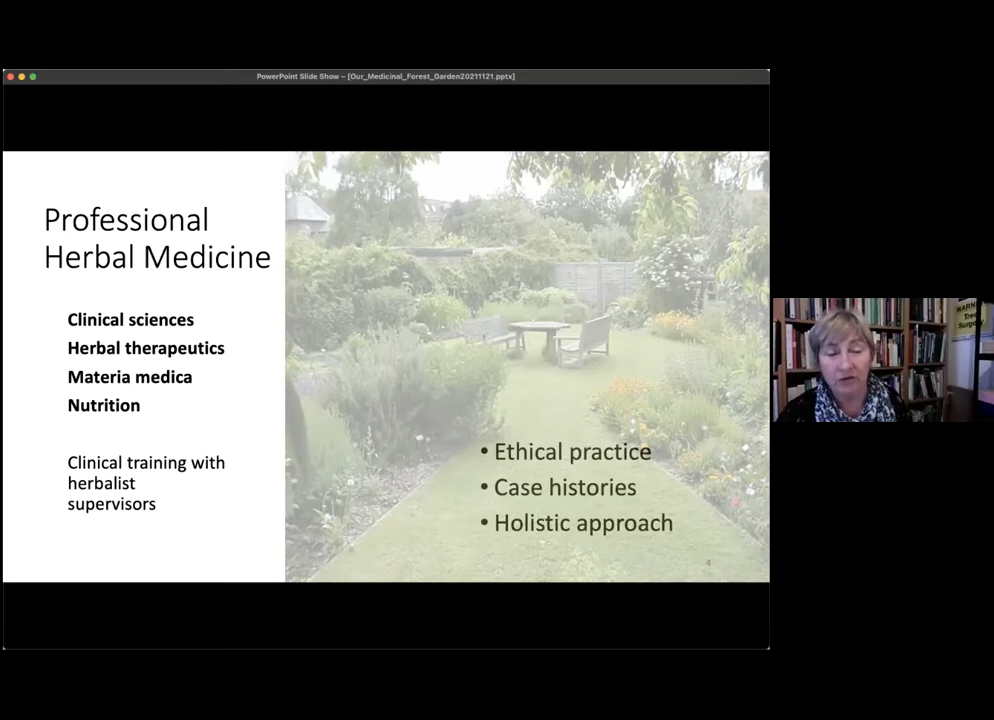 PowerPoint Slide Show – [Our_Medicinal_Forest_Garden20211121.pptx]
Professional
Herbal Medicine
Clinical sciences
Herbal therapeutics
Materia medica
Nutrition
Clinical training with
herbalist
supervisors
• Ethical practice
• Case histories
• Holistic approach
4
Tree